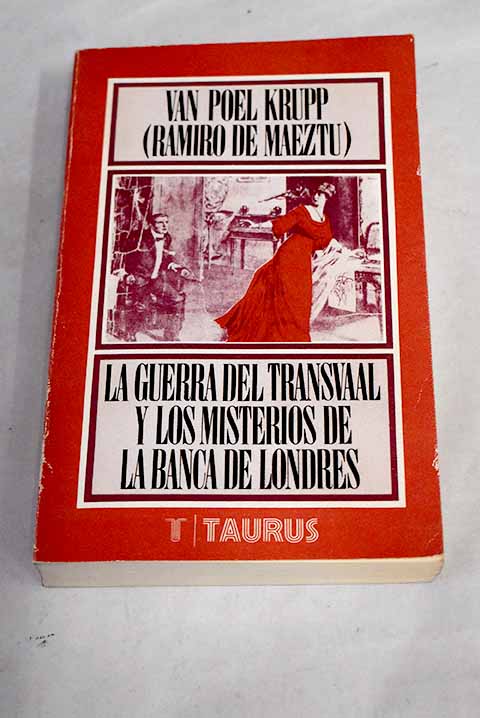 VAN POEL KRUPP
(RAMIRO DE MAEZTU)
LA GUERRA DEL TRANSVAAL
Y LOS MISTERIOS DE
LA BANCA DE LONDRES
T | TAURUS